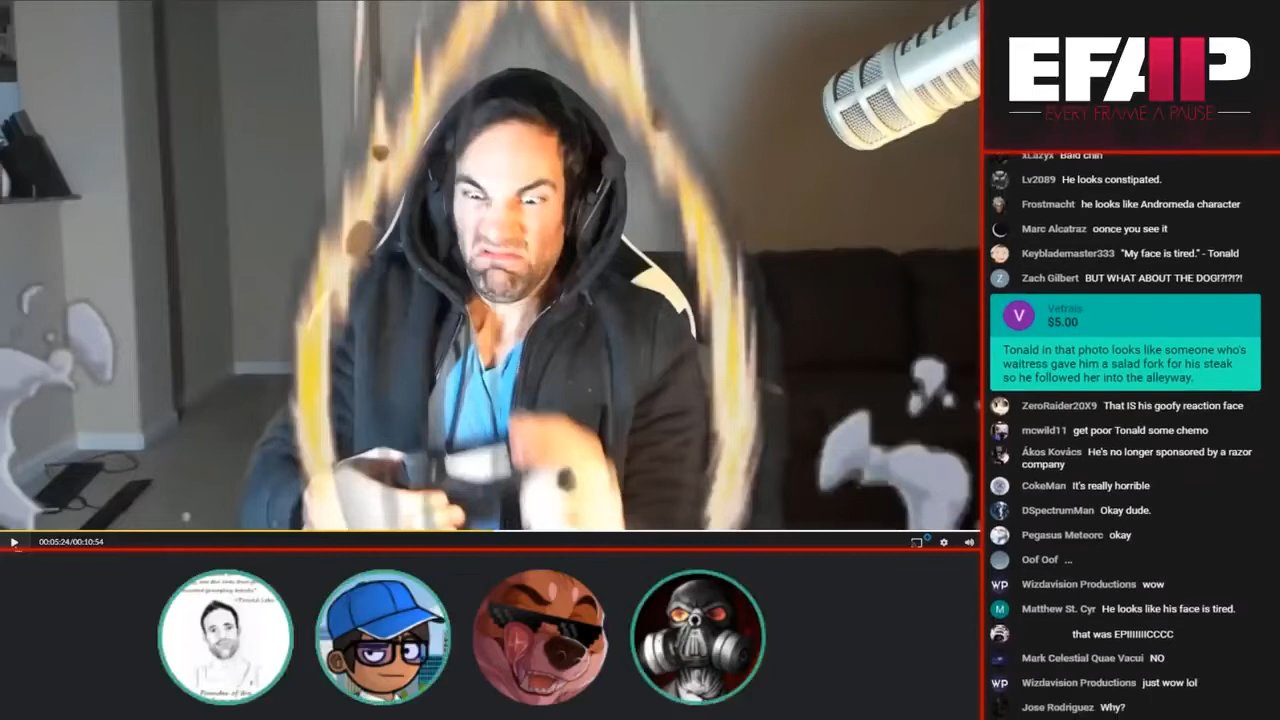 EFAP
EVERY FRAME A PAUSE
xLazyx Bald chin
Lv2089 He looks constipated.
Frostmacht he looks like Andromeda character
Marc Alcatraz oonce you see it
Keyblademaster333 "My face is tired." - Tonald
Zach Gilbert BUT WHAT ABOUT THE DOG!?!?!?!
Z
V
Vetrais
$5.00
Tonald in that photo looks like someone who's
waitress gave him a salad fork for his steak
so he followed her into the alleyway.
ZeroRaider20X9 That IS his goofy reaction face
mcwild11 get poor Tonald some chemo
Ákos Kovács He's no longer sponsored by a razor
company
CokeMan It's really horrible
DSpectrumMan Okay dude.
Pegasus Meteorc okay
Oof Oof ...
WP Wizdavision Productions wow
M Matthew St. Cyr He looks like his face is tired.
that was EPIIIIIIICCCC
Mark Celestial Quae Vacui NO
WP Wizdavision Productions just wow lol
Jose Rodriguez Why?
00:05:24/00:10:54